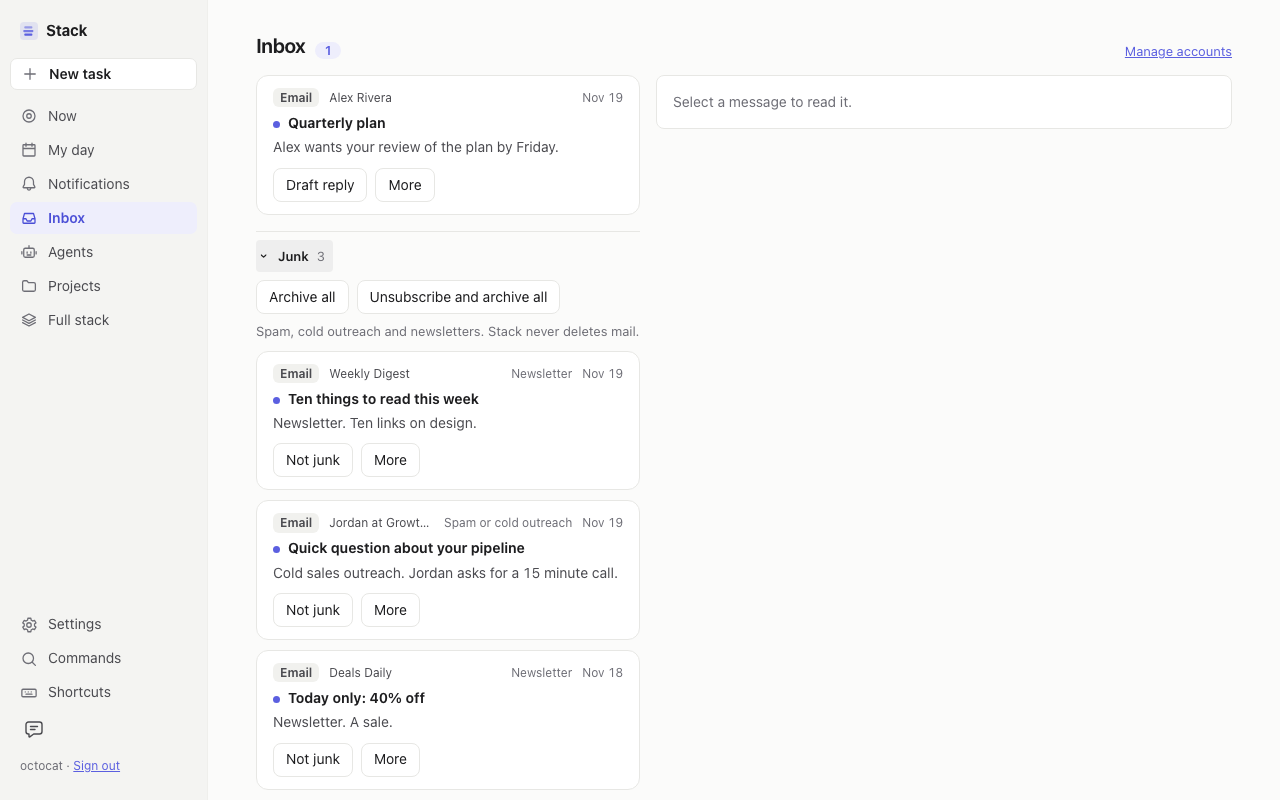 Stack
New task
Now
My day
Notifications
Inbox
Agents
Projects
Full stack
Settings
Commands
Shortcuts
octocat · Sign out
Inbox 1
Manage accounts
Email Alex Rivera Nov 19
Quarterly plan
Alex wants your review of the plan by Friday.
Draft reply More
Junk 3
Archive all Unsubscribe and archive all
Spam, cold outreach and newsletters. Stack never deletes mail.
Email Weekly Digest Newsletter Nov 19
Ten things to read this week
Newsletter. Ten links on design.
Not junk More
Email Jordan at Growt... Spam or cold outreach Nov 19
Quick question about your pipeline
Cold sales outreach. Jordan asks for a 15 minute call.
Not junk More
Email Deals Daily Newsletter Nov 18
Today only: 40% off
Newsletter. A sale.
Not junk More
Select a message to read it.